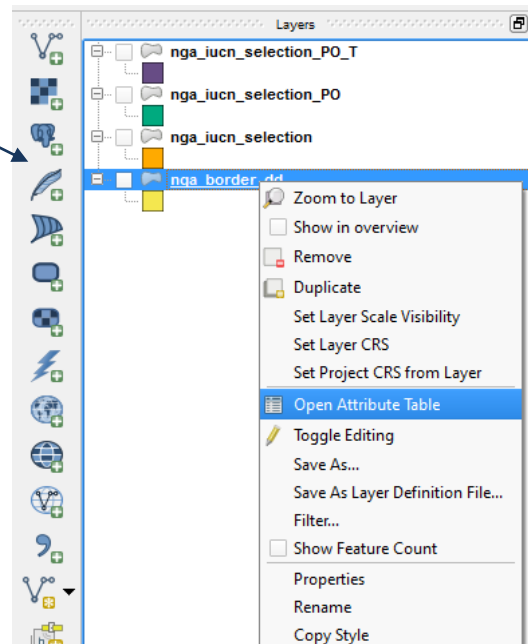 Layers
nga_iucn_selection_PO_T
nga_iucn_selection_PO
nga_iucn_selection
nga_border_dd
Zoom to Layer
Show in overview
Remove
Duplicate
Set Layer Scale Visibility
Set Layer CRS
Set Project CRS from Layer
Open Attribute Table
Toggle Editing
Save As...
Save As Layer Definition File...
Filter...
Show Feature Count
Properties
Rename
Copy Style